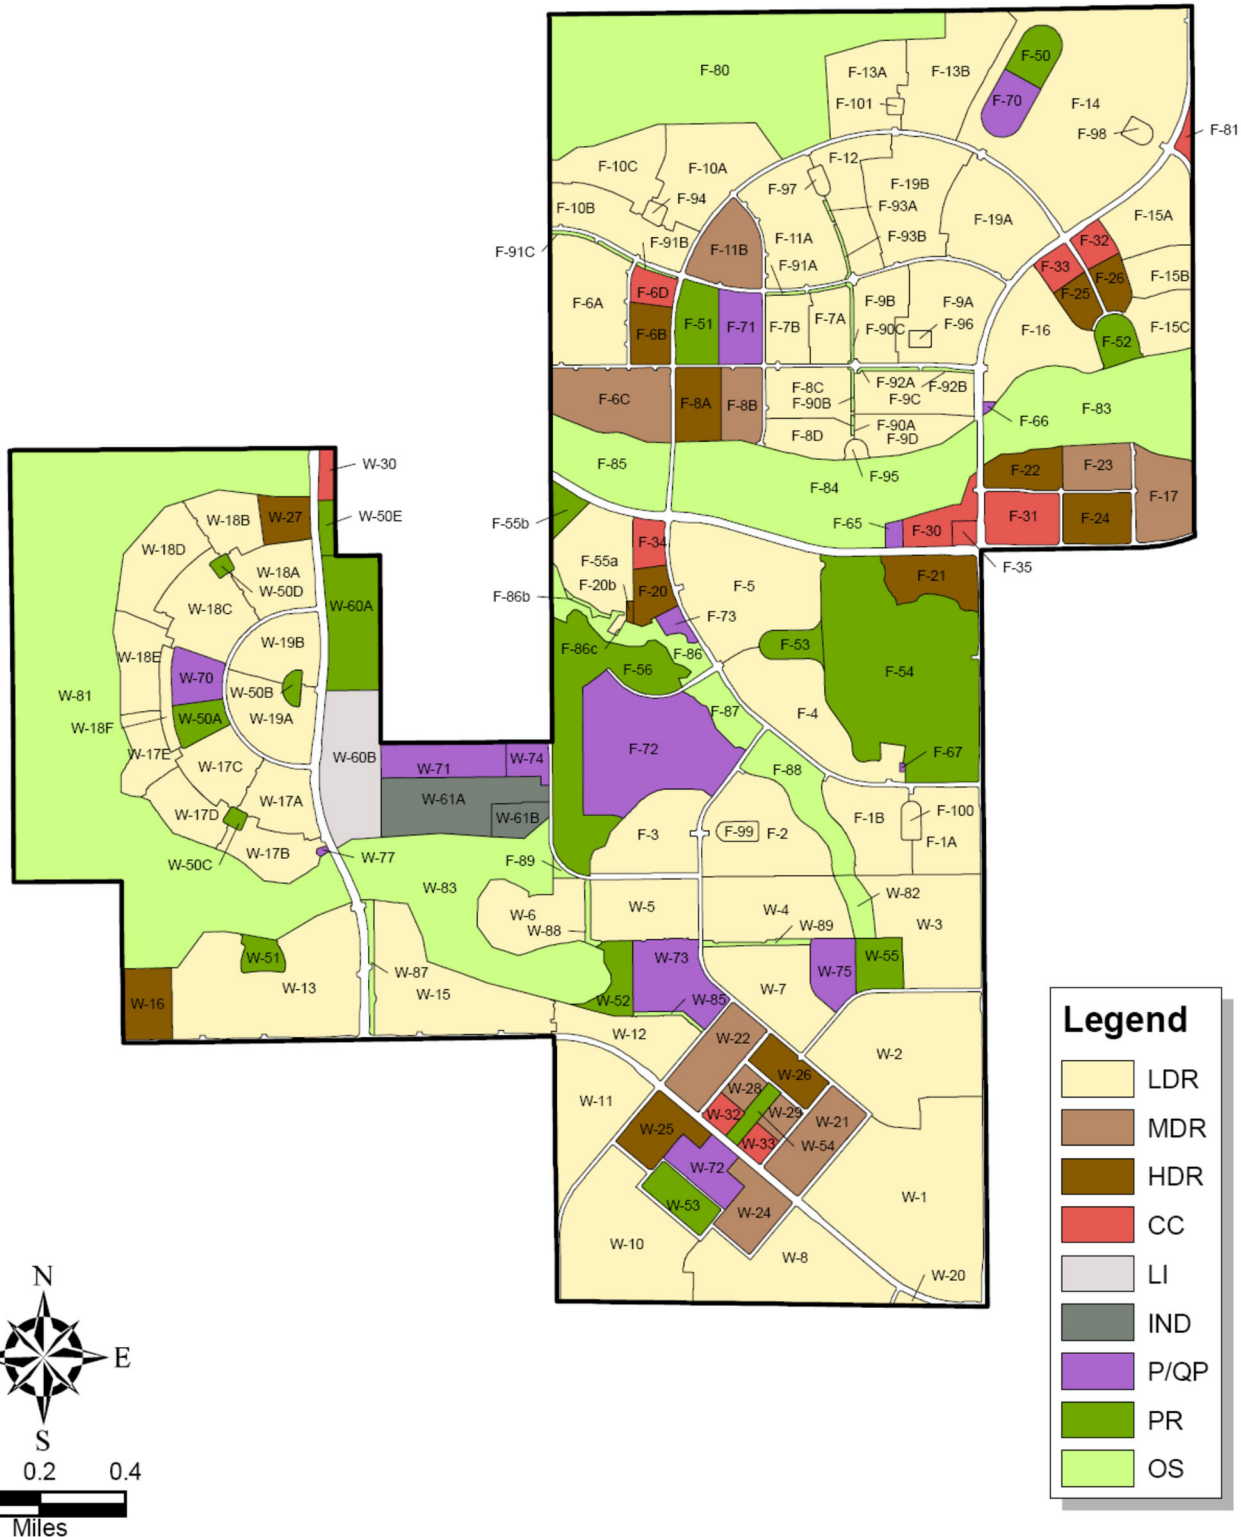 F-80
F-13A
F-13B
F-50
F-101
F-70
F-14
F-98
F-81
F-10C
F-10A
F-12
F-97
F-19B
F-94
F-93A
F-10B
F-19A
F-15A
F-91B
F-11B
F-11A
F-93B
F-32
F-91C
F-91A
F-33
F-26
F-15B
F-6A
F-6D
F-25
F-9B
F-9A
F-6B
F-51
F-71
F-7B
F-7A
F-90C
F-96
F-16
F-15C
F-52
F-6C
F-8A
F-8B
F-8C
F-92A
F-92B
F-90B
F-9C
F-66
F-83
F-8D
F-90A
F-9D
F-85
F-84
F-95
F-22
F-23
F-17
W-30
F-55b
F-65
F-30
F-31
F-24
W-50E
W-18B
W-27
F-34
F-35
W-18D
F-55a
W-18A
W-50D
F-20b
F-20
F-5
F-21
W-18C
W-60A
F-86b
F-73
W-19B
F-86c
F-56
F-86
F-53
F-54
W-18E
W-70
W-50B
W-81
W-50A
W-19A
F-87
F-4
W-18F
F-72
W-17E
W-17C
W-60B
W-71
W-74
F-67
F-88
W-17A
W-61A
W-17D
W-61B
F-3
F-99
F-2
F-1B
F-100
F-1A
W-50C
W-17B
W-77
F-89
W-83
W-82
W-6
W-5
W-4
W-3
W-88
W-89
W-51
W-87
W-73
W-75
W-55
W-16
W-13
W-15
W-52
W-85
W-7
W-12
W-22
W-2
W-26
W-11
W-28
W-32
W-29
W-21
W-25
W-33
W-54
W-72
W-53
W-24
W-1
W-10
W-8
W-20
Legend
LDR
MDR
HDR
CC
LI
IND
P/QP
PR
OS
N
E
S
0.2 0.4
Miles